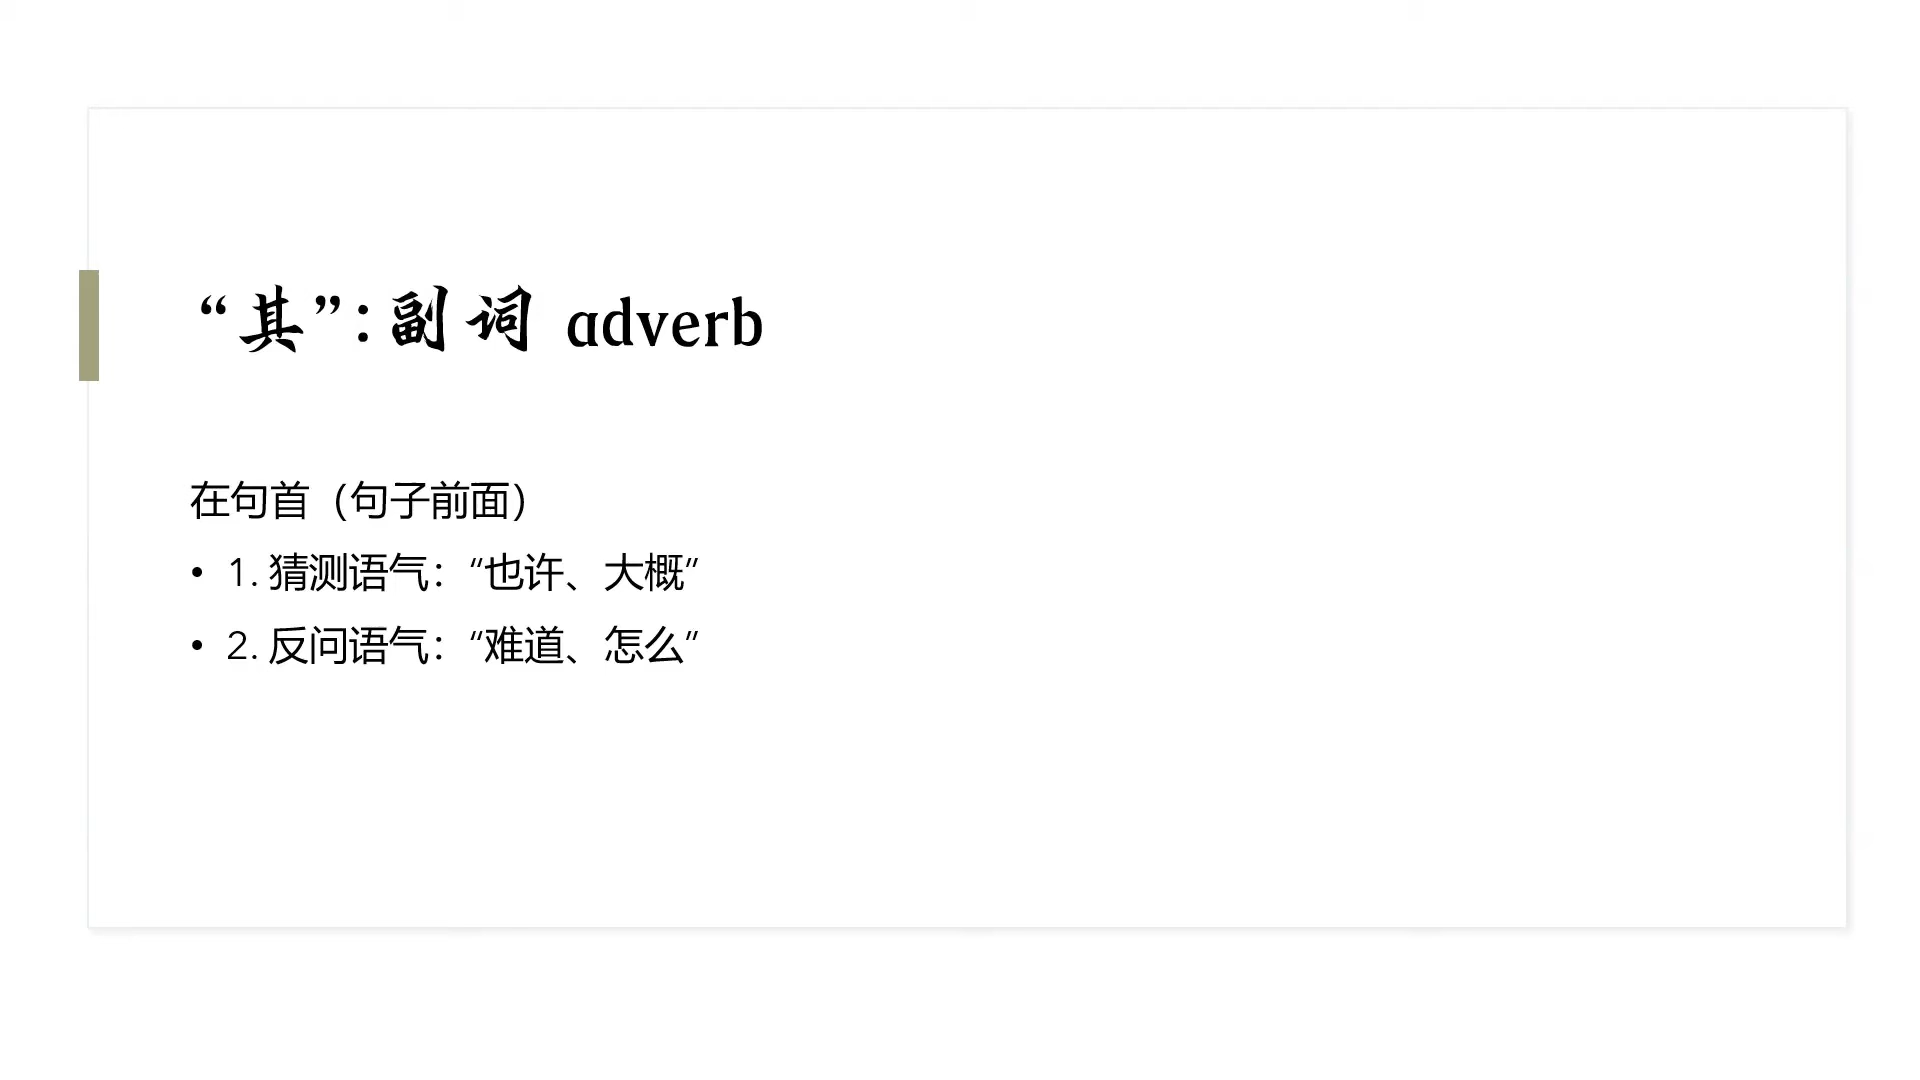 “其”：副词 adverb
在句首（句子前面）
• 1. 猜测语气：“也许、大概”
• 2. 反问语气：“难道、怎么”